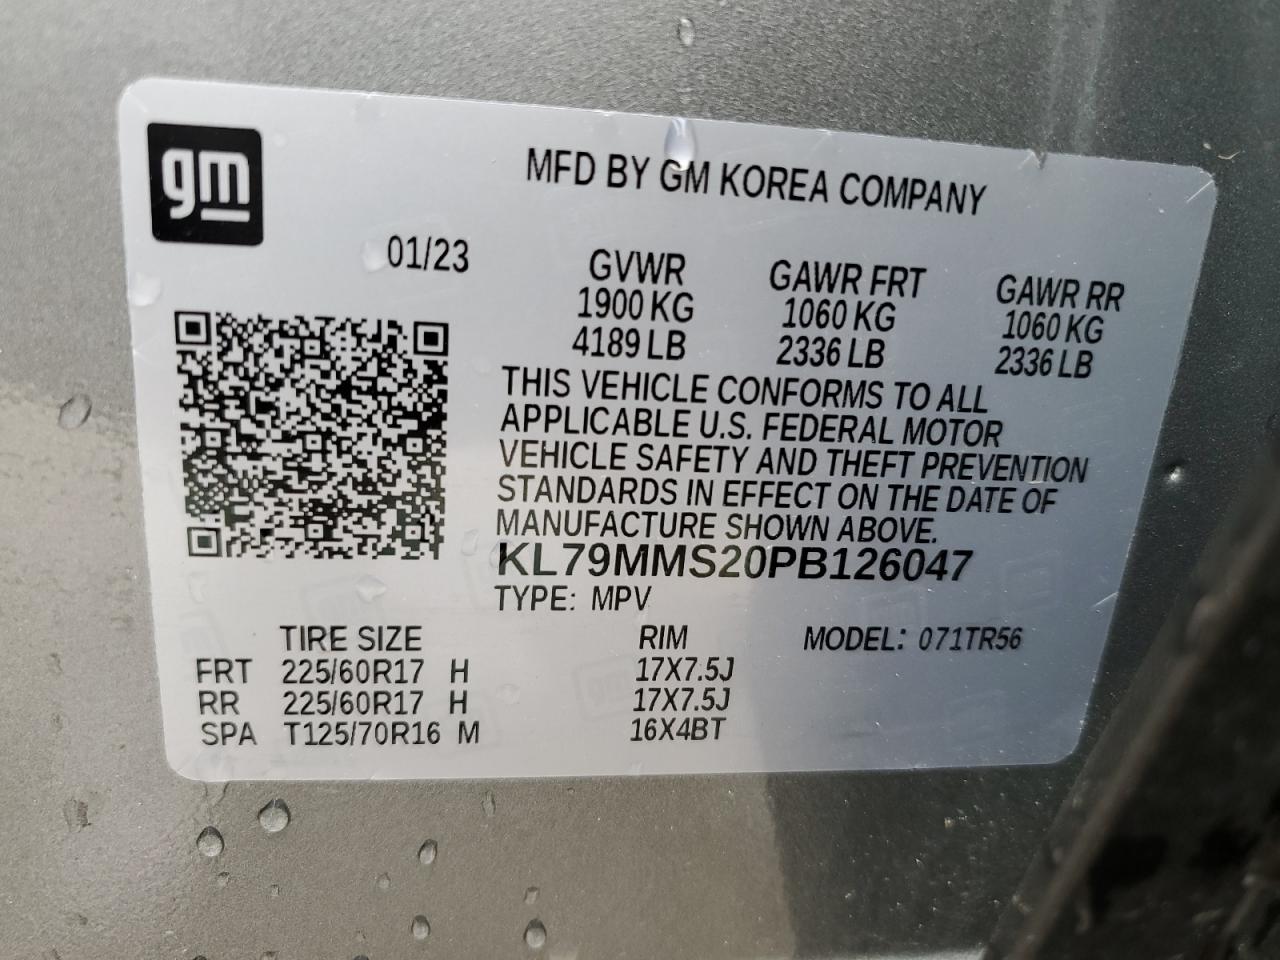 gm
MFD BY GM KOREA COMPANY
01/23
GVWR GAWR FRT GAWR RR
1900 KG 1060 KG 1060 KG
4189 LB 2336 LB 2336 LB
THIS VEHICLE CONFORMS TO ALL
APPLICABLE U.S. FEDERAL MOTOR
VEHICLE SAFETY AND THEFT PREVENTION
STANDARDS IN EFFECT ON THE DATE OF
MANUFACTURE SHOWN ABOVE.
KL79MMS20PB126047
TYPE: MPV
TIRE SIZE RIM MODEL: 071TR56
FRT 225/60R17 H 17X7.5J
RR 225/60R17 H 17X7.5J
SPA T125/70R16 M 16X4BT